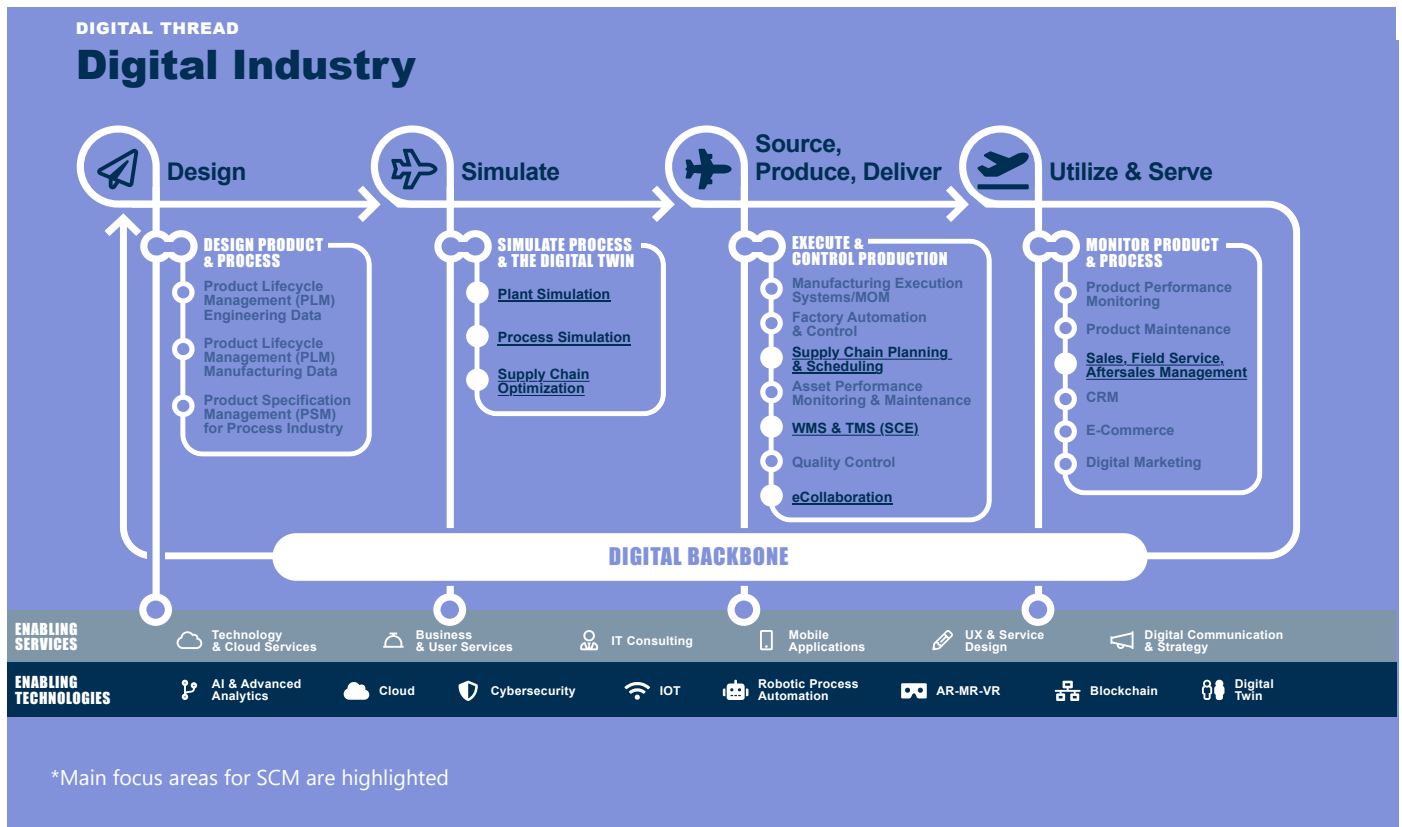 DIGITAL THREAD
Digital Industry
Design
Simulate
Source,
Produce, Deliver
Utilize & Serve
DESIGN PRODUCT
& PROCESS
Product Lifecycle
Management (PLM)
Engineering Data
Product Lifecycle
Management (PLM)
Manufacturing Data
Product Specification
Management (PSM)
for Process Industry
SIMULATE PROCESS
& THE DIGITAL TWIN
Plant Simulation
Process Simulation
Supply Chain
Optimization
EXECUTE &
CONTROL PRODUCTION
Manufacturing Execution
Systems/MOM
Factory Automation
& Control
Supply Chain Planning
& Scheduling
Asset Performance
Monitoring & Maintenance
WMS & TMS (SCE)
Quality Control
eCollaboration
MONITOR PRODUCT
& PROCESS
Product Performance
Monitoring
Product Maintenance
Sales, Field Service,
Aftersales Management
CRM
E-Commerce
Digital Marketing
DIGITAL BACKBONE
ENABLING
SERVICES
Technology
& Cloud Services
Business
& User Services
IT Consulting
Mobile
Applications
UX & Service
Design
Digital Communication
& Strategy
ENABLING
TECHNOLOGIES
AI & Advanced
Analytics
Cloud
Cybersecurity
IOT
Robotic Process
Automation
AR-MR-VR
Blockchain
Digital
Twin
*Main focus areas for SCM are highlighted